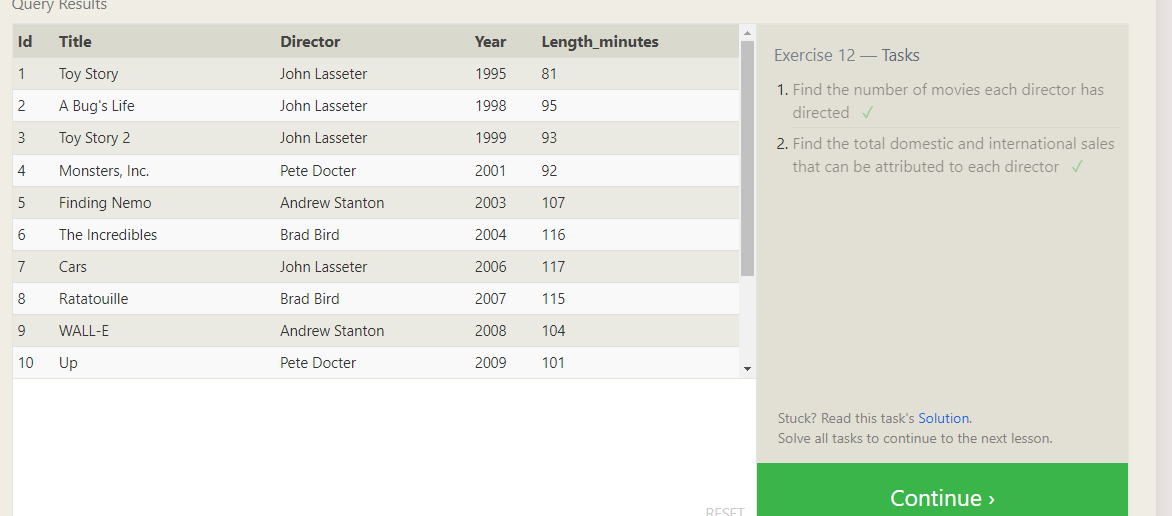 Query Results
Id Title Director Year Length_minutes
1 Toy Story John Lasseter 1995 81
2 A Bug's Life John Lasseter 1998 95
3 Toy Story 2 John Lasseter 1999 93
4 Monsters, Inc. Pete Docter 2001 92
5 Finding Nemo Andrew Stanton 2003 107
6 The Incredibles Brad Bird 2004 116
7 Cars John Lasseter 2006 117
8 Ratatouille Brad Bird 2007 115
9 WALL-E Andrew Stanton 2008 104
10 Up Pete Docter 2009 101
RESET
Exercise 12 — Tasks
1. Find the number of movies each director has
directed ✓
2. Find the total domestic and international sales
that can be attributed to each director ✓
Stuck? Read this task's Solution.
Solve all tasks to continue to the next lesson.
Continue ›